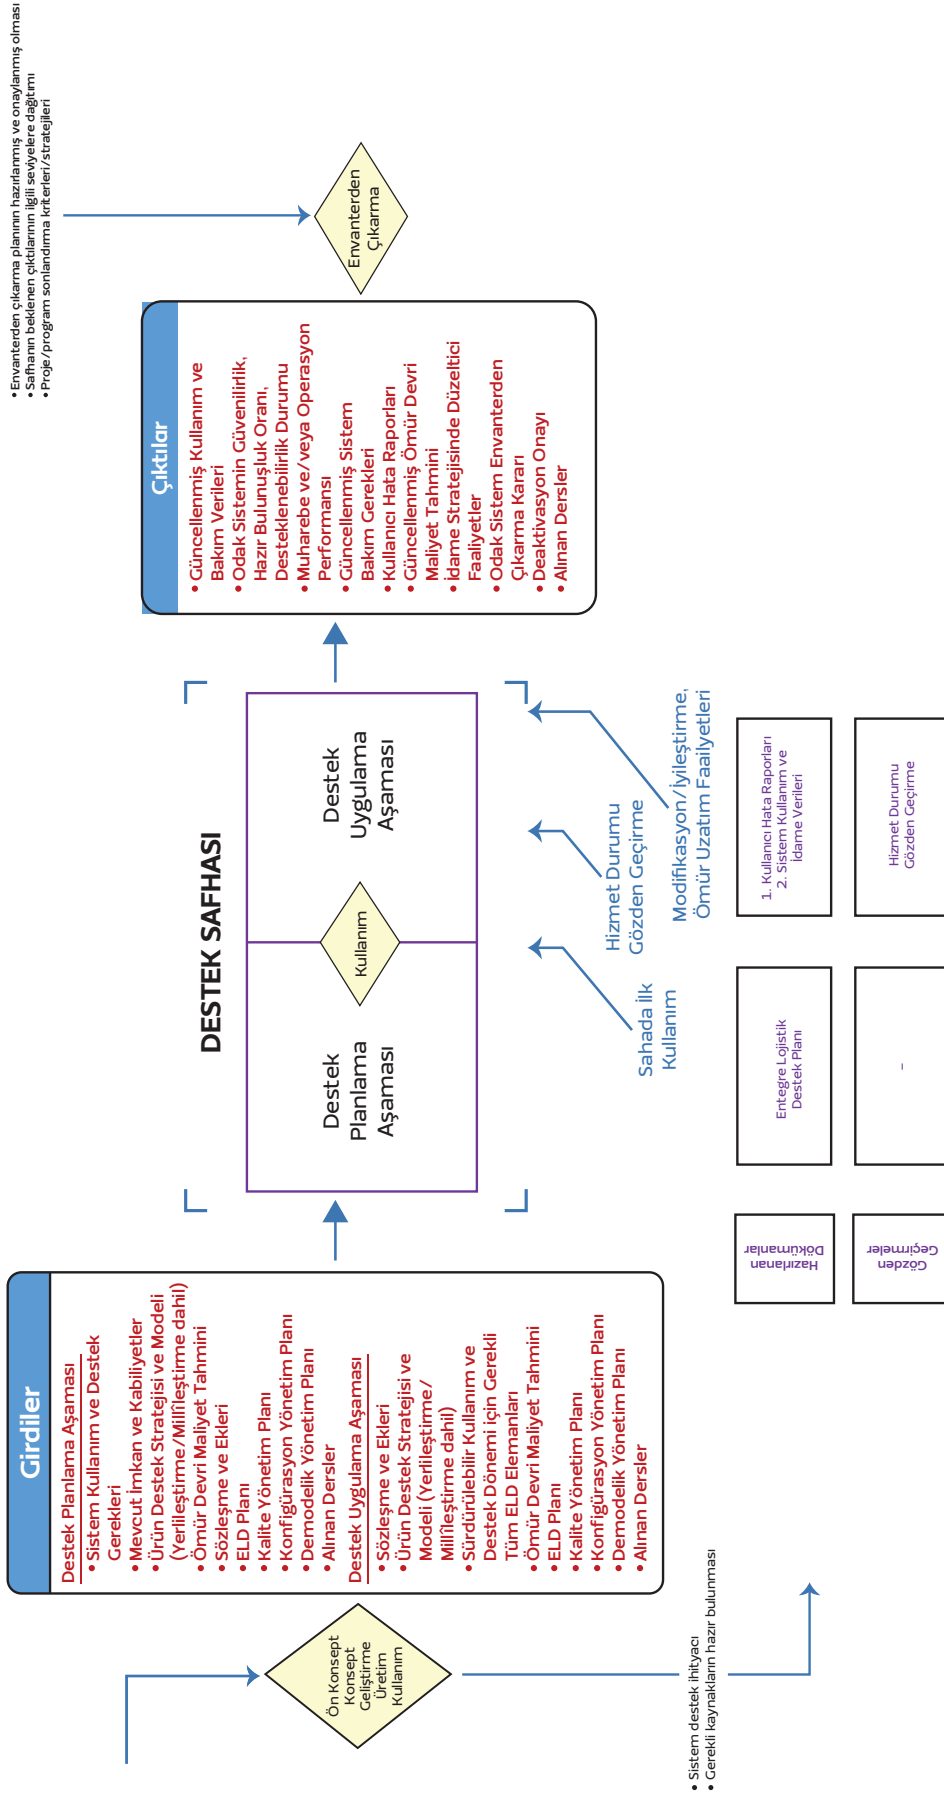 Girdiler
Destek Planlama Aşaması
• Sistem Kullanım ve Destek
Gerekleri
• Mevcut İmkan ve Kabiliyetler
• Ürün Destek Stratejisi ve Modeli
(Yerlileştirme/Millîleştirme dahil)
• Ömür Devri Maliyet Tahmini
• Sözleşme ve Ekleri
• ELD Planı
• Kalite Yönetim Planı
• Konfigürasyon Yönetim Planı
• Demodelik Yönetim Planı
• Alınan Dersler
Destek Uygulama Aşaması
• Sözleşme ve Ekleri
• Ürün Destek Stratejisi ve
Modeli (Yerlileştirme/
Millîleştirme dahil)
• Sürdürülebilir Kullanım ve
Destek Dönemi için Gerekli
Tüm ELD Elemanları
• Ömür Devri Maliyet Tahmini
• ELD Planı
• Kalite Yönetim Planı
• Konfigürasyon Yönetim Planı
• Demodelik Yönetim Planı
• Alınan Dersler
Ön Konsept
Konsept
Geliştirme
Üretim
Kullanım
• Sistem destek ihityacı
• Gerekli kaynakların hazır bulunması
DESTEK SAFHASI
Destek
Planlama
Aşaması
Kullanım
Destek
Uygulama
Aşaması
Sahada İlk
Kullanım
Hizmet Durumu
Gözden Geçirme
Modifikasyon/İyileştirme,
Ömür Uzatım Faailyetleri
Çıktılar
• Güncellenmiş Kullanım ve
Bakım Verileri
• Odak Sistemin Güvenilirlik,
Hazır Bulunuşluk Oranı,
Desteklenebilirlik Durumu
• Muharebe ve/veya Operasyon
Performansı
• Güncellenmiş Sistem
Bakım Gerekleri
• Kullanıcı Hata Raporları
• Güncellenmiş Ömür Devri
Maliyet Tahmini
• İdame Stratejisinde Düzeltici
Faaliyetler
• Odak Sistem Envanterden
Çıkarma Kararı
• Deaktivasyon Onayı
• Alınan Dersler
Envanterden
Çıkarma
• Envanterden çıkarma planının hazırlanmış ve onaylanmış olması
• Safhanın beklenen çıktılarının ilgili seviyelere dağıtımı
• Proje/program sonlandırma kriterleri/stratejileri
Hazırlanan
Dökümanlar
Entegre Lojistik
Destek Planı
1. Kullanıcı Hata Raporları
2. Sistem Kullanım ve
İdame Verileri
Gözden
Geçirmeler
-
Hizmet Durumu
Gözden Geçirme